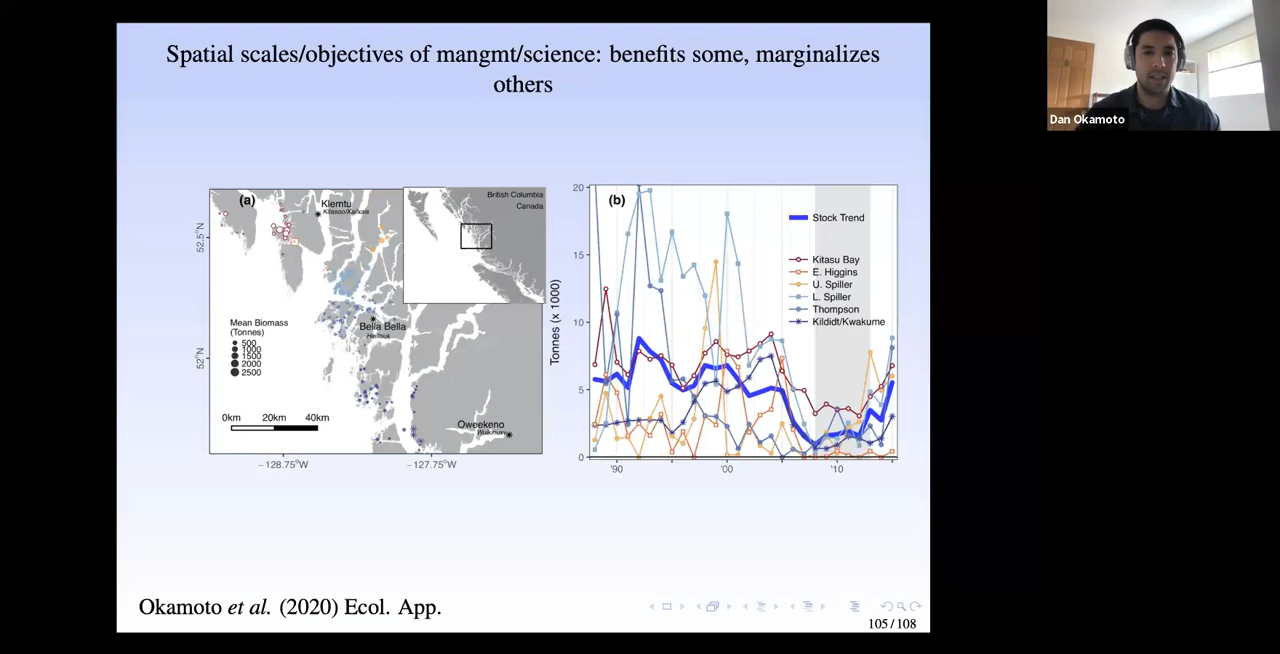 Spatial scales/objectives of mangmt/science: benefits some, marginalizes
others
Dan Okamoto
(a)
Klemtu
Kitasoo/Xai'xais
British Columbia
Canada
52.5°N
52°N
Bella Bella
Heiltsuk
Mean Biomass
(Tonnes)
500
1000
1500
2000
2500
0km 20km 40km
Oweekeno
Wuikinuxv
−128.75°W −127.75°W
(b)
Tonnes (x 1000)
20
15
10
5
0
'90 '00 '10
Stock Trend
Kitasu Bay
E. Higgins
U. Spiller
L. Spiller
Thompson
Kildidt/Kwakume
Okamoto et al. (2020) Ecol. App.
105 / 108